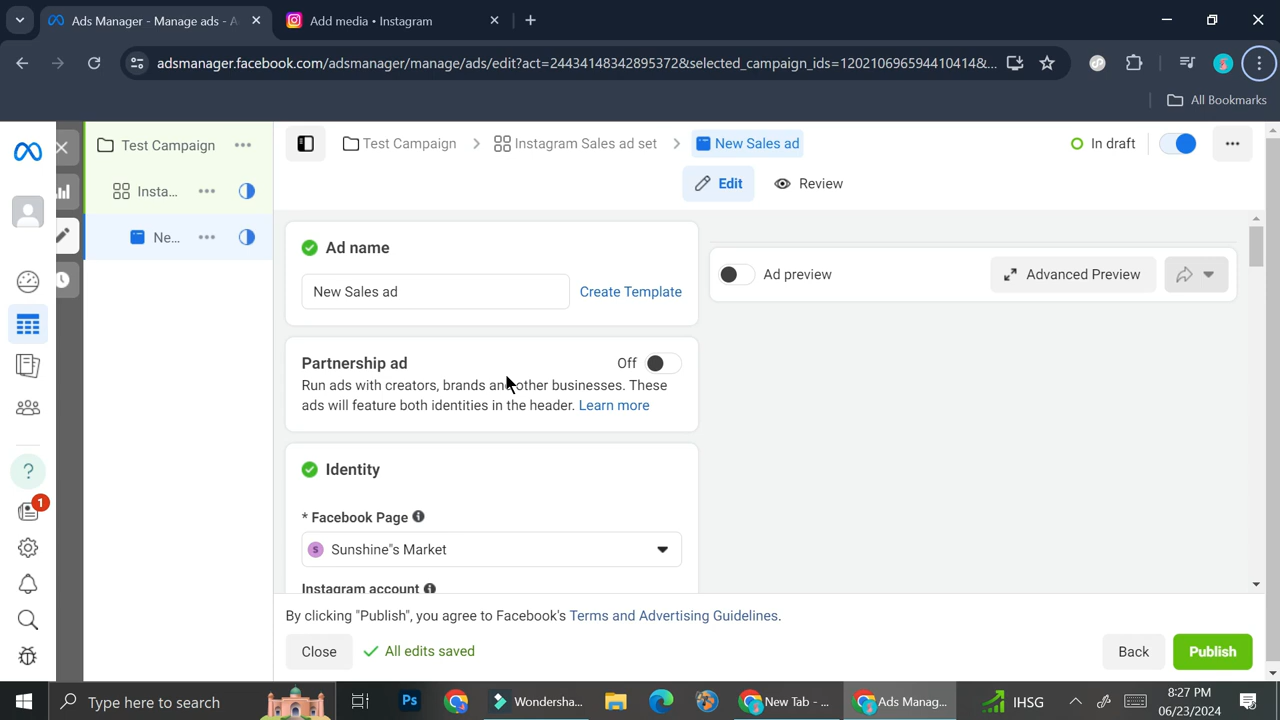 Ads Manager - Manage ads - A
Add media • Instagram
adsmanager.facebook.com/adsmanager/manage/ads/edit?act=24434148342895372&selected_campaign_ids=120210696594410414&...
All Bookmarks
Test Campaign
Insta...
Ne...
Test Campaign
Instagram Sales ad set
New Sales ad
In draft
Edit
Review
Ad name
New Sales ad
Create Template
Ad preview
Advanced Preview
Partnership ad
Off
Run ads with creators, brands and other businesses. These
ads will feature both identities in the header. Learn more
Identity
* Facebook Page
S
Sunshine"s Market
Instagram account
?
1
By clicking "Publish", you agree to Facebook's Terms and Advertising Guidelines.
Close
All edits saved
Back
Publish
Type here to search
Ps
Wondersha...
New Tab - ...
Ads Manag...
IHSG
8:27 PM
06/23/2024